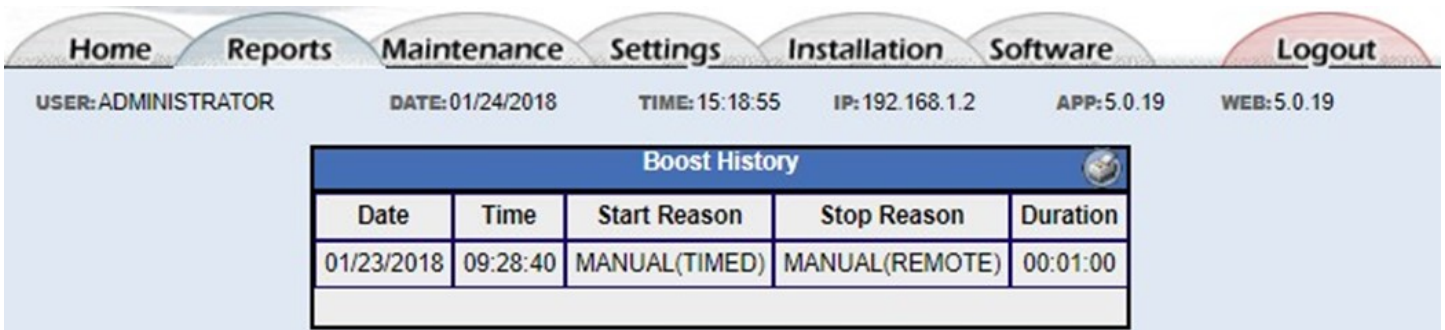 Home Reports Maintenance Settings Installation Software Logout
USER: ADMINISTRATOR DATE: 01/24/2018 TIME: 15:18:55 IP: 192.168.1.2 APP: 5.0.19 WEB: 5.0.19
Boost History
Date Time Start Reason Stop Reason Duration
01/23/2018 09:28:40 MANUAL(TIMED) MANUAL(REMOTE) 00:01:00